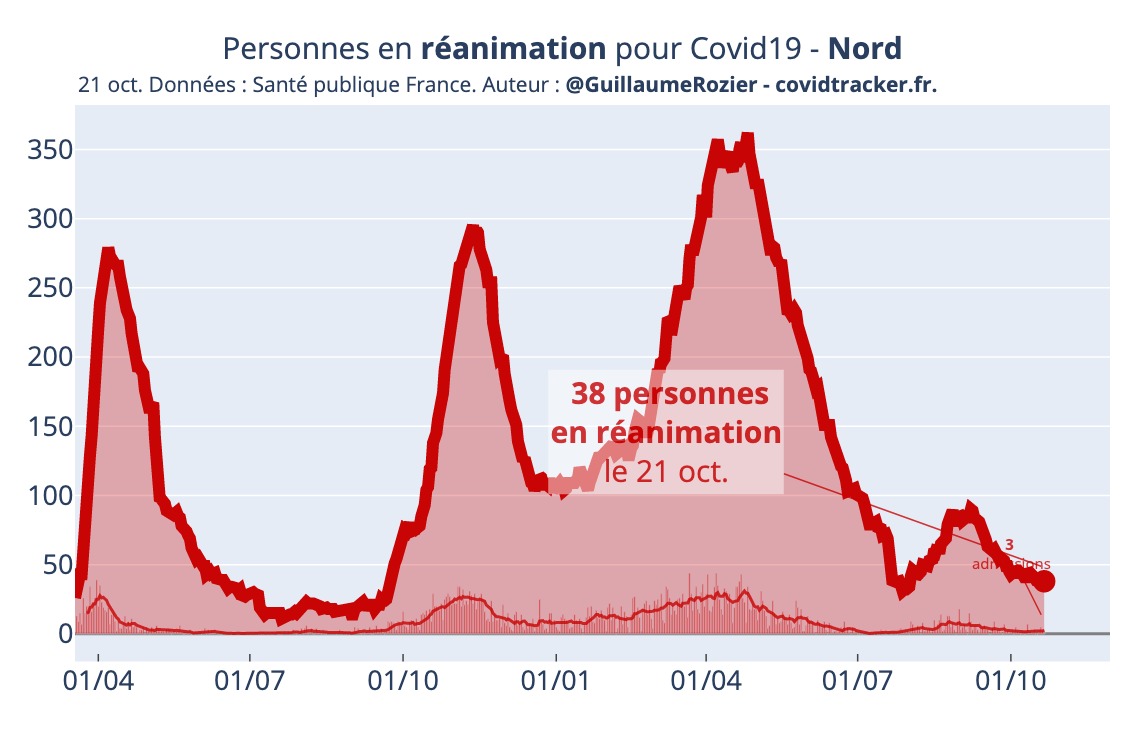 Personnes en réanimation pour Covid19 - Nord
21 oct. Données : Santé publique France. Auteur : @GuillaumeRozier - covidtracker.fr.
350
300
250
200
150
100
50
0
38 personnes
en réanimation
le 21 oct.
3
admissions
01/04
01/07
01/10
01/01
01/04
01/07
01/10